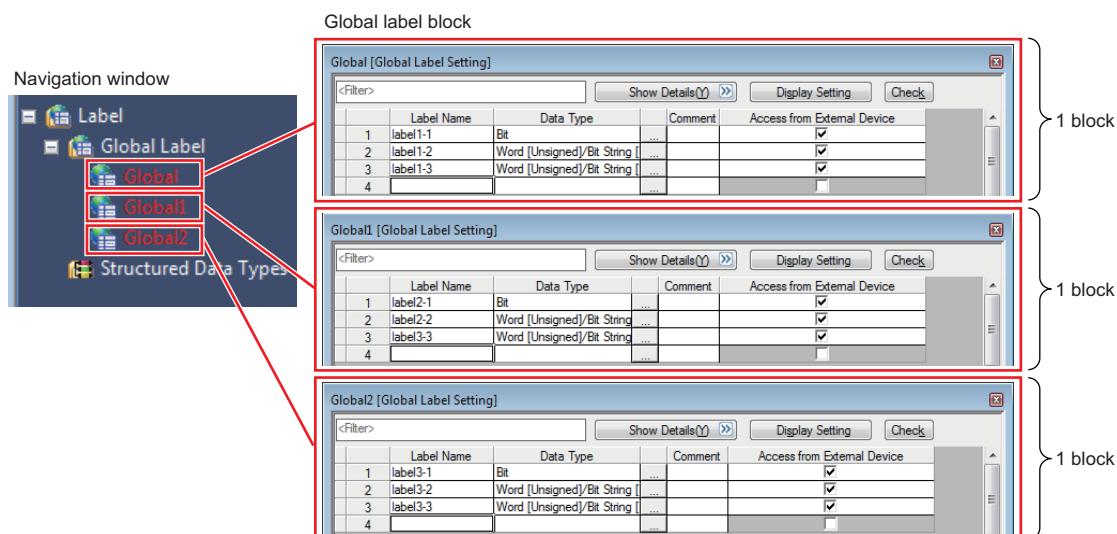 Global label block
Navigation window
Label
Global Label
Global
Global1
Global2
Structured Data Types
Global [Global Label Setting]
<Filter>
Show Details(Y)
Display Setting
Check
Label Name Data Type Comment Access from External Device
1 label1-1 Bit ...
2 label1-2 Word [Unsigned]/Bit String [ ...
3 label1-3 Word [Unsigned]/Bit String [ ...
4 ...
1 block
Global1 [Global Label Setting]
<Filter>
Show Details(Y)
Display Setting
Check
Label Name Data Type Comment Access from External Device
1 label2-1 Bit ...
2 label2-2 Word [Unsigned]/Bit String ...
3 label3-3 Word [Unsigned]/Bit String ...
4 ...
1 block
Global2 [Global Label Setting]
<Filter>
Show Details(Y)
Display Setting
Check
Label Name Data Type Comment Access from External Device
1 label3-1 Bit ...
2 label3-2 Word [Unsigned]/Bit String [ ...
3 label3-3 Word [Unsigned]/Bit String [ ...
4 ...
1 block